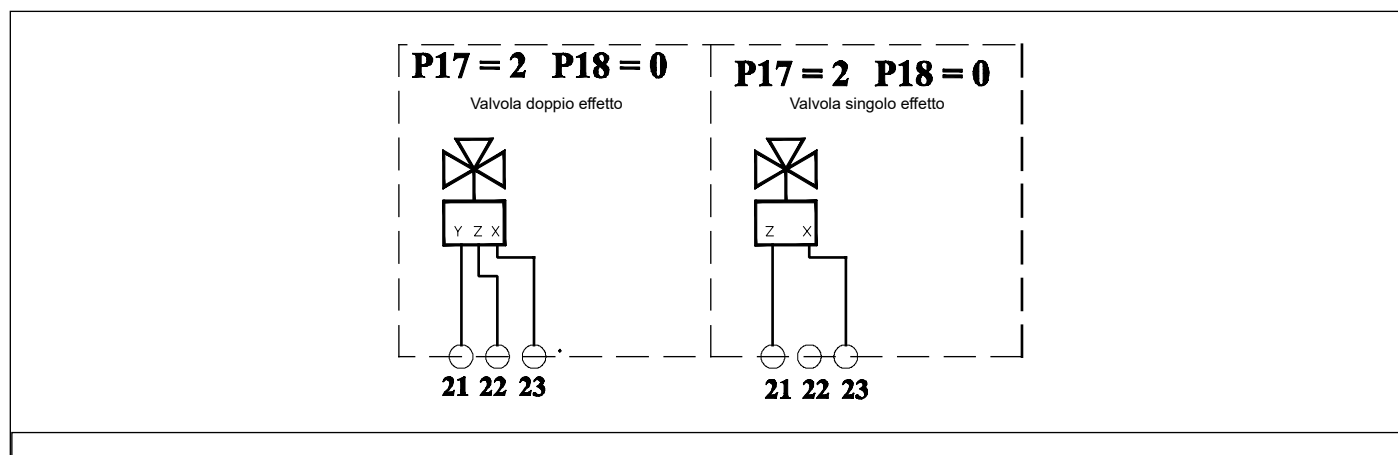 P17 = 2 P18 = 0
Valvola doppio effetto
Y Z X
21 22 23
P17 = 2 P18 = 0
Valvola singolo effetto
Z X
21 22 23